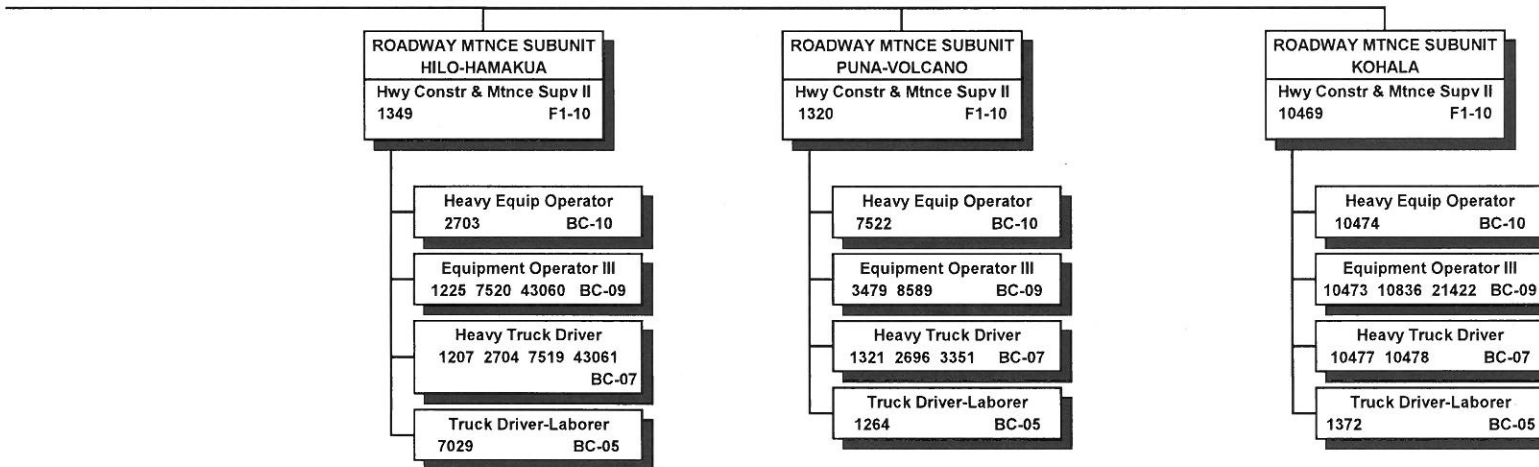 ROADWAY MTNCE SUBUNIT
HILO-HAMAKUA
Hwy Constr & Mtnce Supv II
1349 F1-10
Heavy Equip Operator
2703 BC-10
Equipment Operator III
1225 7520 43060 BC-09
Heavy Truck Driver
1207 2704 7519 43061
BC-07
Truck Driver-Laborer
7029 BC-05
ROADWAY MTNCE SUBUNIT
PUNA-VOLCANO
Hwy Constr & Mtnce Supv II
1320 F1-10
Heavy Equip Operator
7522 BC-10
Equipment Operator III
3479 8589 BC-09
Heavy Truck Driver
1321 2696 3351 BC-07
Truck Driver-Laborer
1264 BC-05
ROADWAY MTNCE SUBUNIT
KOHALA
Hwy Constr & Mtnce Supv II
10469 F1-10
Heavy Equip Operator
10474 BC-10
Equipment Operator III
10473 10836 21422 BC-09
Heavy Truck Driver
10477 10478 BC-07
Truck Driver-Laborer
1372 BC-05